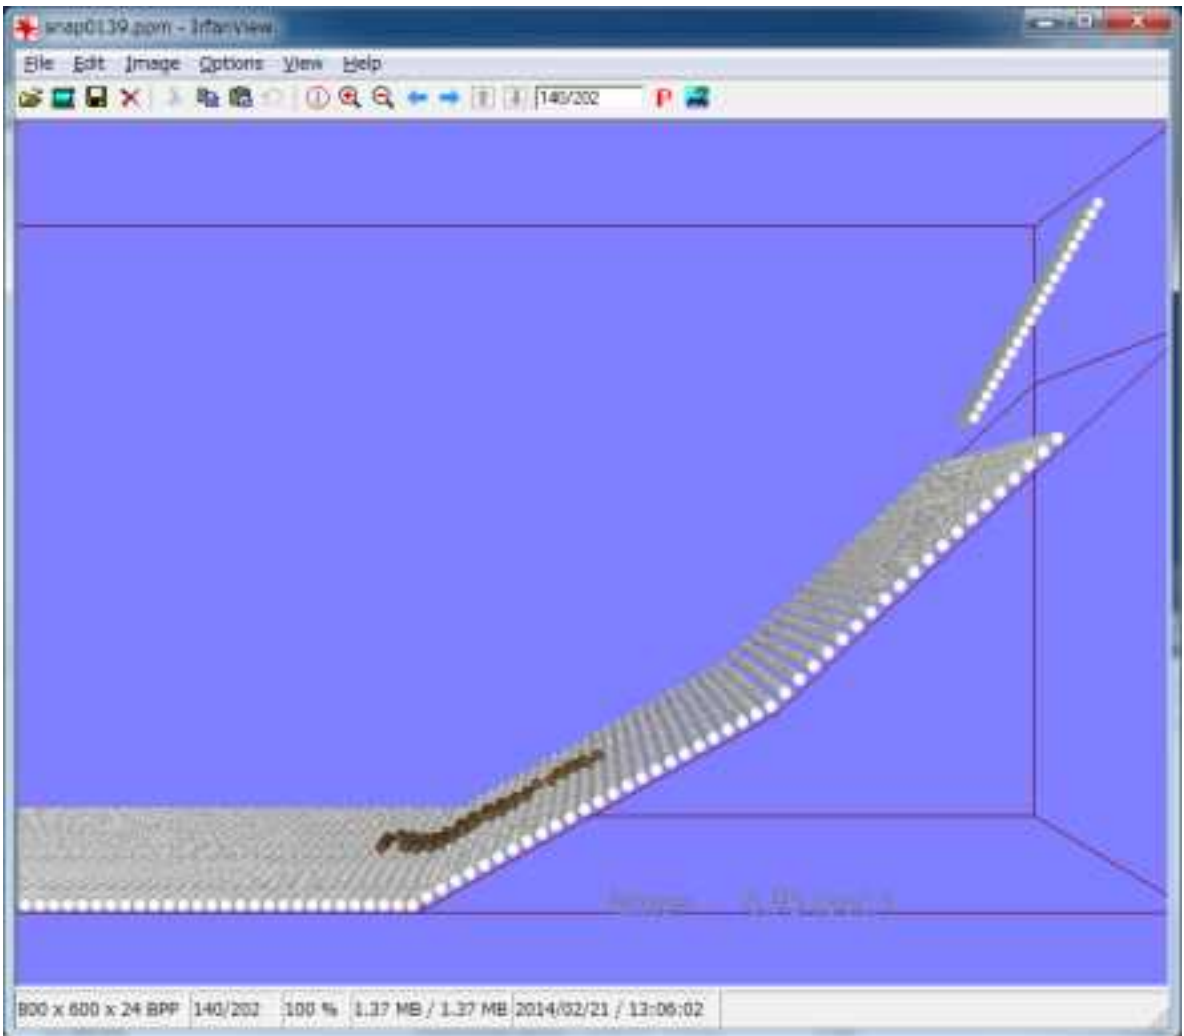 snap0139.ppm - IrfanView
File Edit Image Options View Help
140/202
800 x 600 x 24 BPP 140/202 100 % 1.37 MB / 1.37 MB 2014/02/21 / 13:06:02